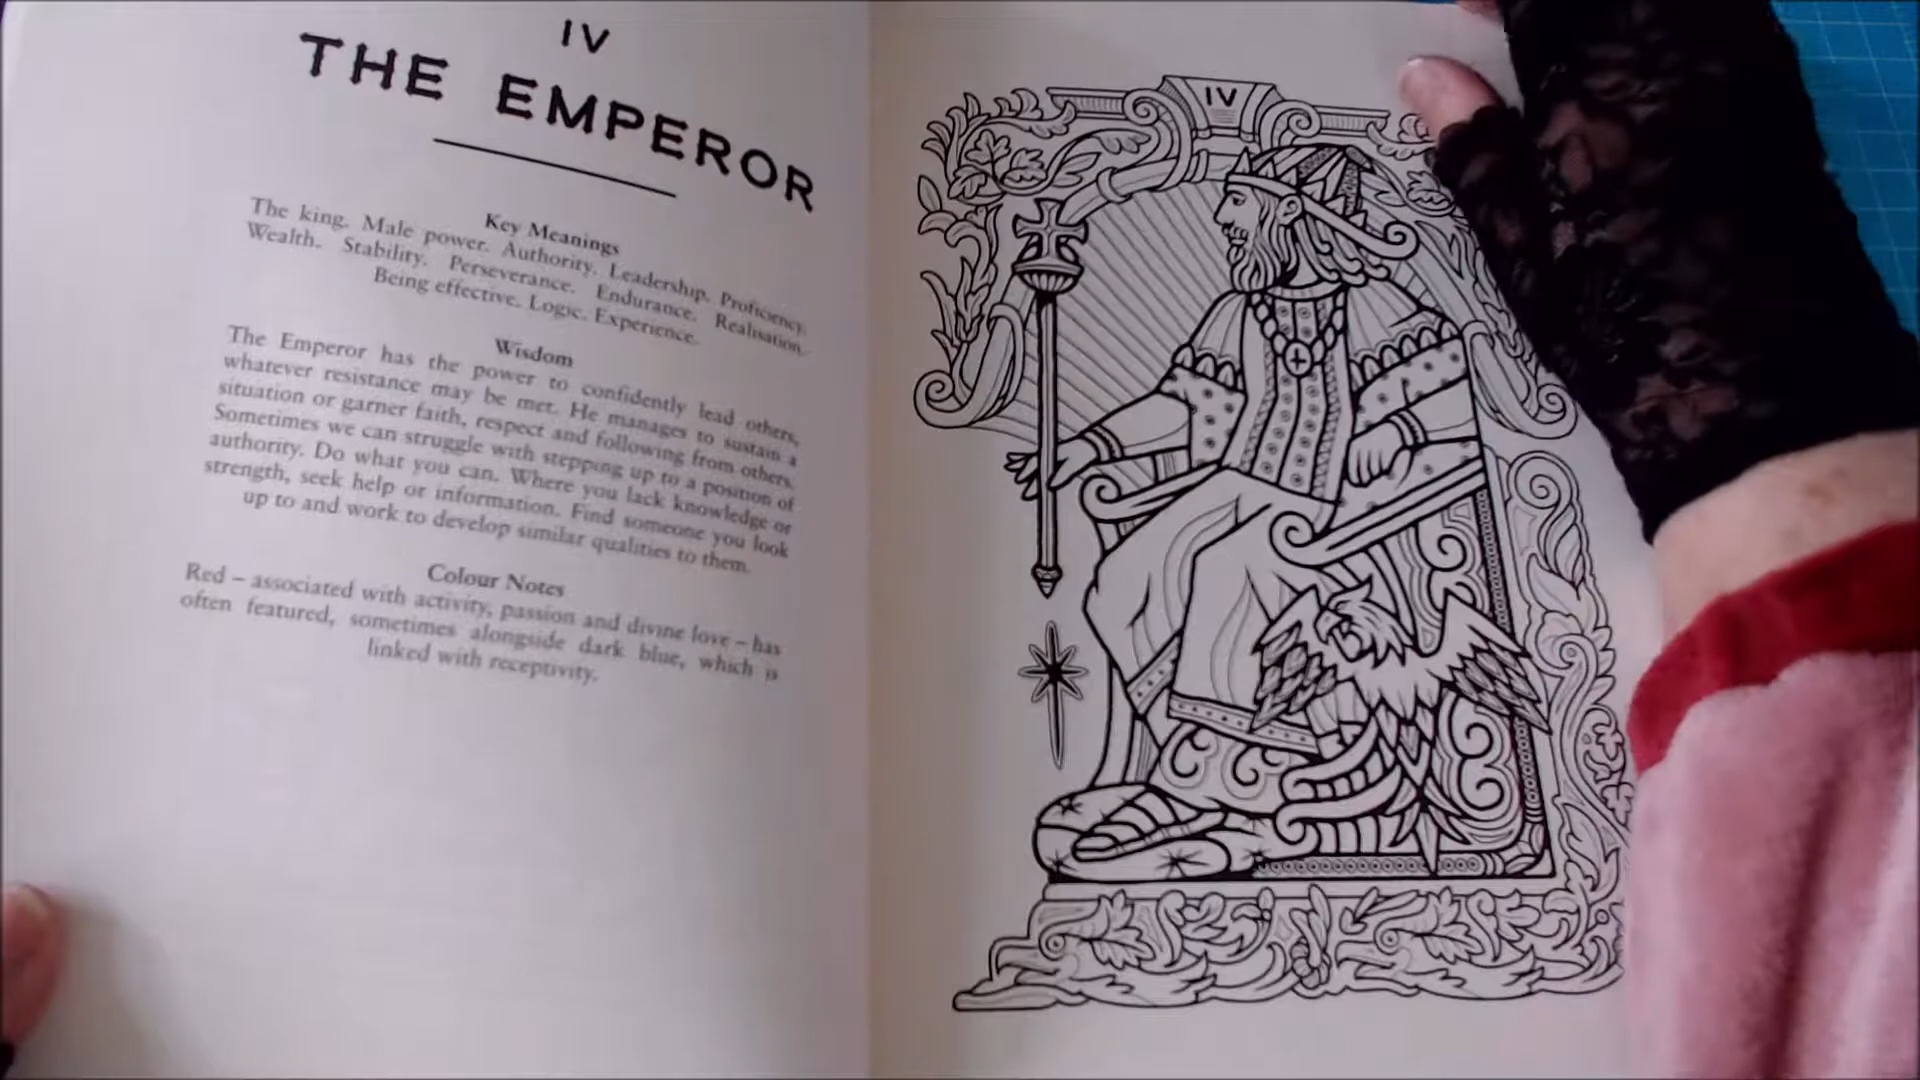 IV
THE EMPEROR
Key Meanings
The king. Male power. Authority. Leadership. Proficiency.
Wealth. Stability. Perseverance. Endurance. Realisation.
Being effective. Logic. Experience.
Wisdom
The Emperor has the power to confidently lead others,
whatever resistance may be met. He manages to sustain a
situation or garner faith, respect and following from others.
Sometimes we can struggle with stepping up to a position of
authority. Do what you can. Where you lack knowledge or
strength, seek help or information. Find someone you look
up to and work to develop similar qualities to them.
Colour Notes
Red – associated with activity, passion and divine love – has
often featured, sometimes alongside dark blue, which is
linked with receptivity.
IV